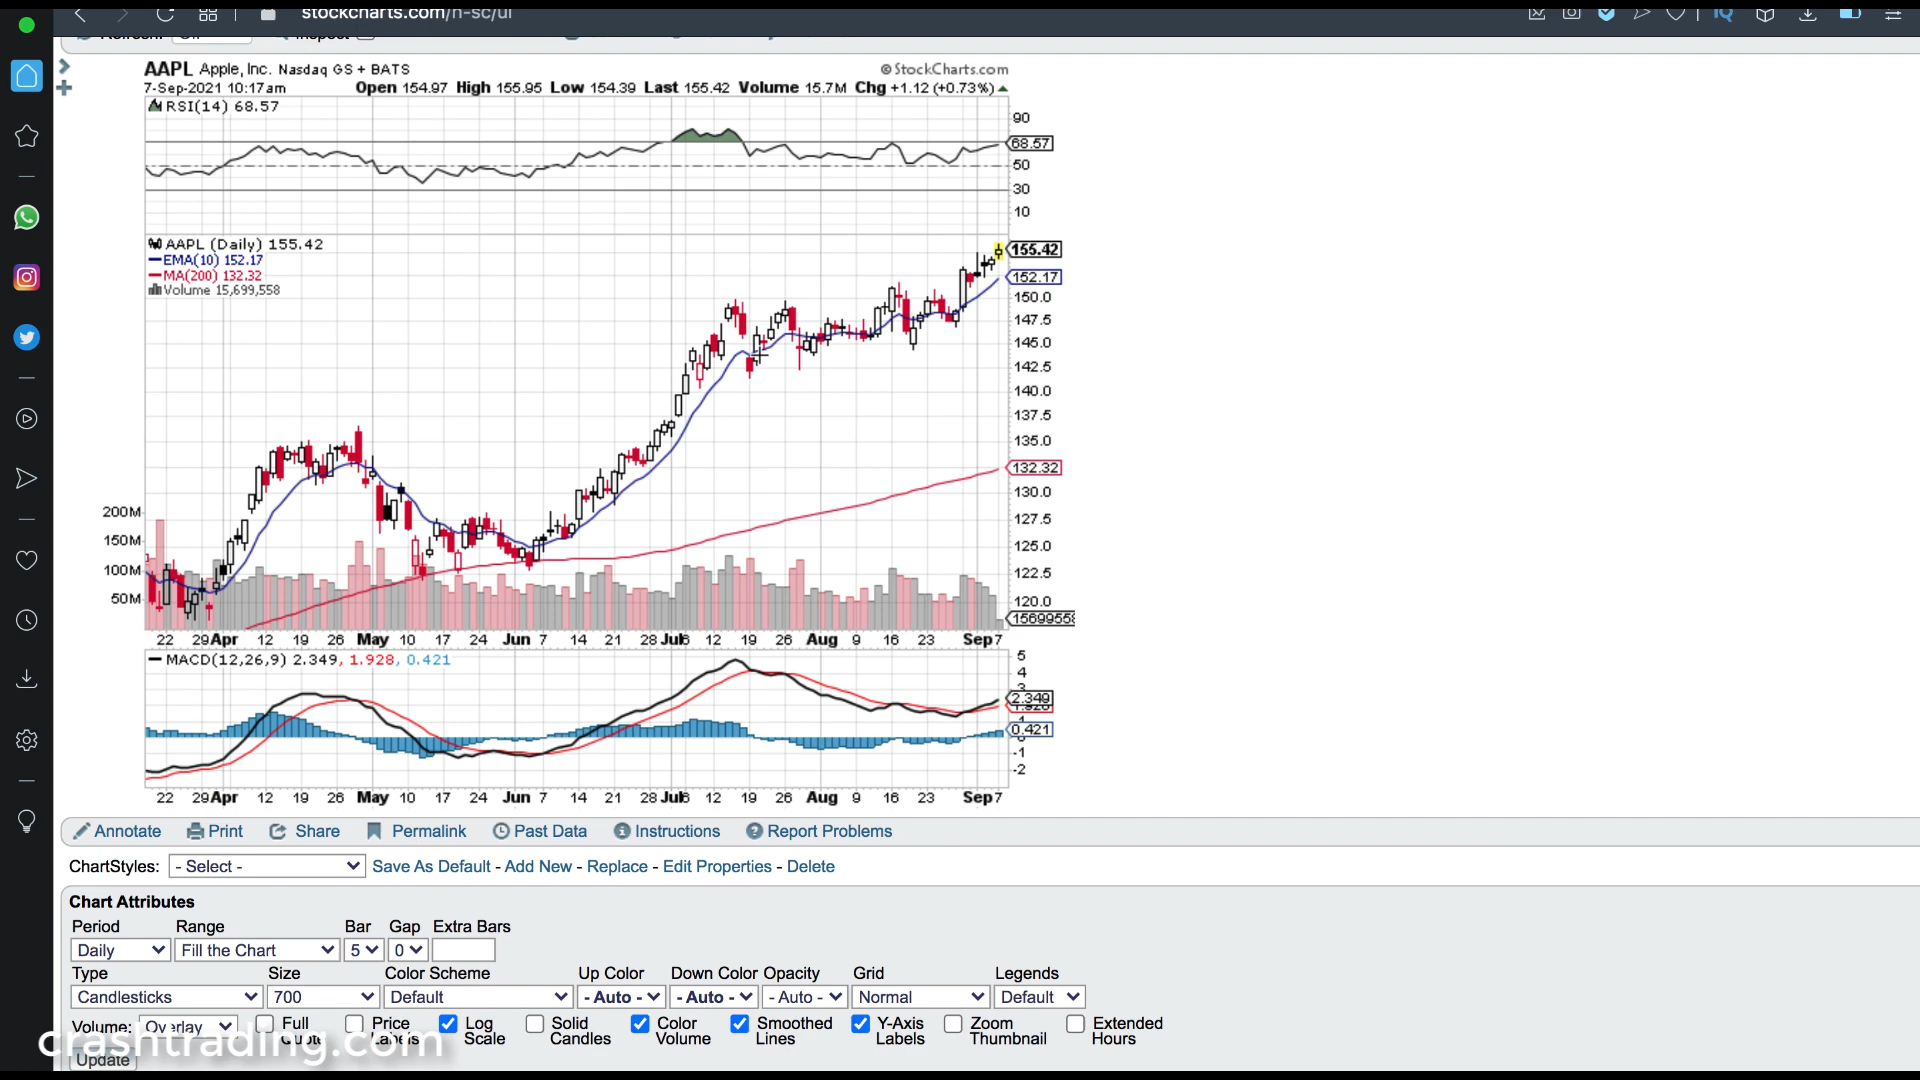 stockcharts.com/h-sc/ui
AAPL Apple, Inc. Nasdaq GS + BATS
© StockCharts.com
7-Sep-2021 10:17am Open 154.97 High 155.95 Low 154.39 Last 155.42 Volume 15.7M Chg +1.12 (+0.73%)
RSI(14) 68.57
90
68.57
50
30
10
AAPL (Daily) 155.42
EMA(10) 152.17
MA(200) 132.32
Volume 15,699,558
155.42
152.17
150.0
147.5
145.0
142.5
140.0
137.5
135.0
132.32
130.0
127.5
125.0
122.5
120.0
15699558
200M
150M
100M
50M
22 29 Apr 12 19 26 May 10 17 24 Jun 7 14 21 28 Jul 6 12 19 26 Aug 9 16 23 Sep 7
MACD(12,26,9) 2.349, 1.928, 0.421
5
4
3
2.349
1.928
1
0.421
-1
-2
22 29 Apr 12 19 26 May 10 17 24 Jun 7 14 21 28 Jul 6 12 19 26 Aug 9 16 23 Sep 7
Annotate Print Share Permalink Past Data Instructions Report Problems
ChartStyles: - Select - Save As Default - Add New - Replace - Edit Properties - Delete
Chart Attributes
Period Range Bar Gap Extra Bars
Daily Fill the Chart 5 0
Type Size Color Scheme Up Color Down Color Opacity Grid Legends
Candlesticks 700 Default - Auto - - Auto - - Auto - Normal Default
Volume: Overlay Full Quote Price Labels Log Scale Solid Candles Color Volume Smoothed Lines Y-Axis Labels Zoom Thumbnail Extended Hours
crashtrading.com
Update